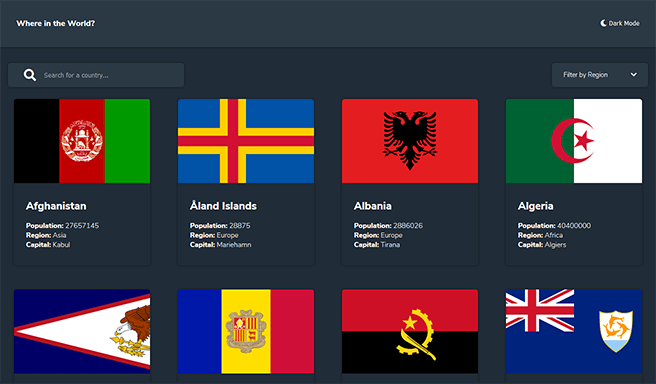 Where in the World?
Dark Mode
Search for a country...
Filter by Region
Afghanistan
Population: 27657145
Region: Asia
Capital: Kabul
Åland Islands
Population: 28875
Region: Europe
Capital: Mariehamn
Albania
Population: 2886026
Region: Europe
Capital: Tirana
Algeria
Population: 40400000
Region: Africa
Capital: Algiers